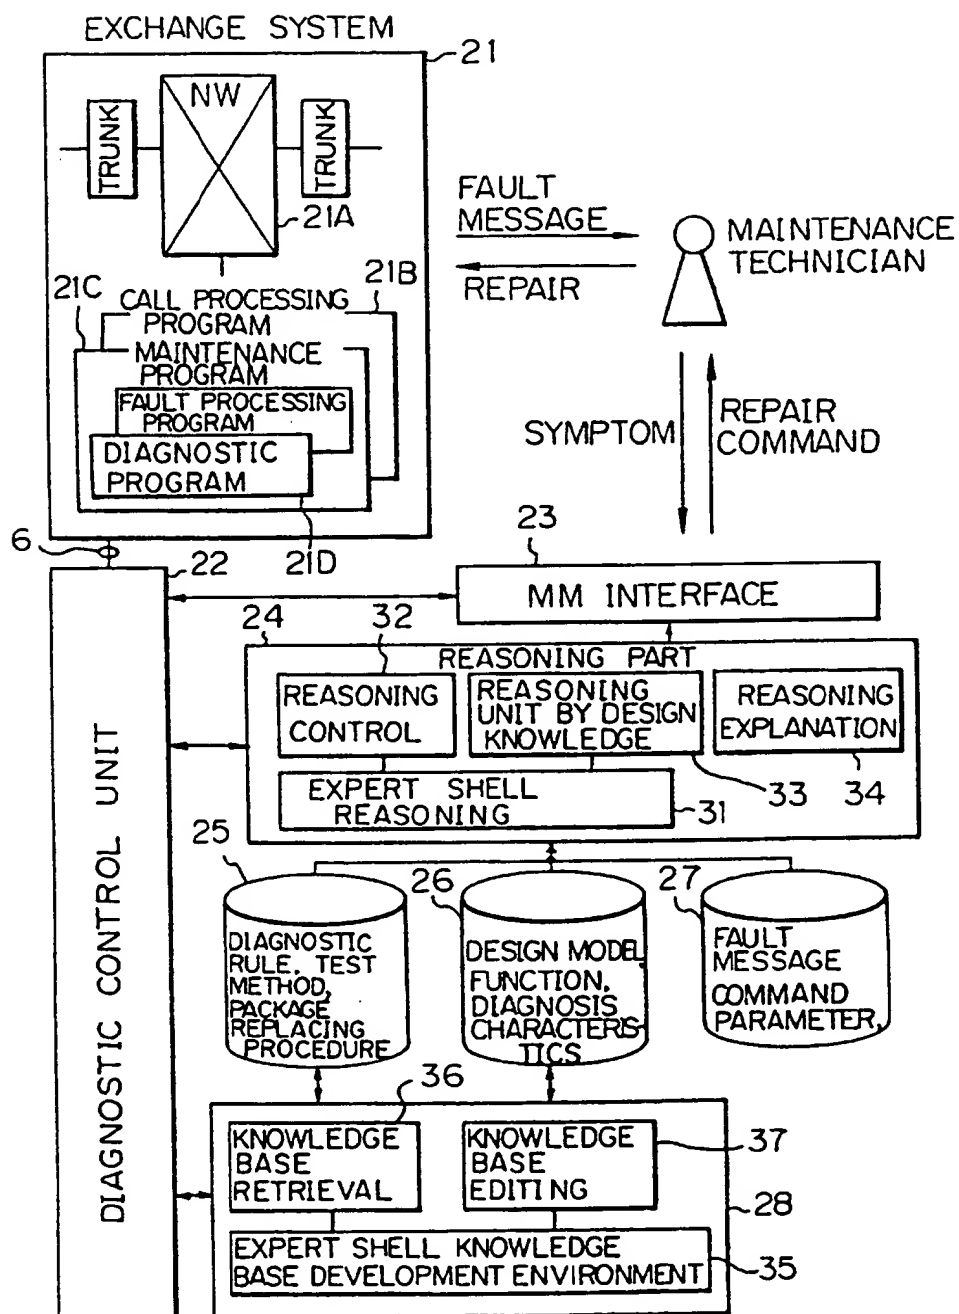 EXCHANGE SYSTEM
21
NW
TRUNK
TRUNK
21A
FAULT
MESSAGE
REPAIR
MAINTENANCE
TECHNICIAN
21C
21B
CALL PROCESSING
PROGRAM
MAINTENANCE
PROGRAM
FAULT PROCESSING
PROGRAM
DIAGNOSTIC
PROGRAM
SYMPTOM
REPAIR
COMMAND
6
22
21D
23
MM INTERFACE
24
32
REASONING PART
REASONING
CONTROL
REASONING
UNIT BY DESIGN
KNOWLEDGE
REASONING
EXPLANATION
EXPERT SHELL
REASONING
31
33
34
DIAGNOSTIC CONTROL UNIT
25
26
27
DIAGNOSTIC
RULE, TEST
METHOD,
PACKAGE
REPLACING
PROCEDURE
DESIGN MODEL,
FUNCTION,
DIAGNOSIS
CHARACTERIS-
TICS
FAULT
MESSAGE
COMMAND
PARAMETER,
36
KNOWLEDGE
BASE
RETRIEVAL
KNOWLEDGE
BASE
EDITING
37
28
EXPERT SHELL KNOWLEDGE
BASE DEVELOPMENT ENVIRONMENT
35